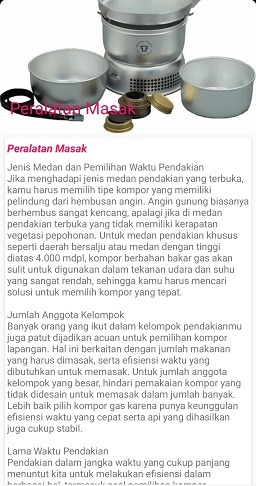 Peralatan Masak
Peralatan Masak
Jenis Medan dan Pemilihan Waktu Pendakian
Jika menghadapi jenis medan pendakian yang terbuka,
kamu harus memilih tipe kompor yang memiliki
pelindung dari hembusan angin. Angin gunung biasanya
berhembus sangat kencang, apalagi jika di medan
pendakian terbuka yang tidak memiliki kerapatan
vegetasi pepohonan. Untuk medan pendakian khusus
seperti daerah bersalju atau medan dengan tinggi
diatas 4.000 mdpl, kompor berbahan bakar gas akan
sulit untuk digunakan dalam tekanan udara dan suhu
yang sangat rendah, sehingga kamu harus mencari
solusi untuk memilih kompor yang tepat.
Jumlah Anggota Kelompok
Banyak orang yang ikut dalam kelompok pendakianmu
juga patut dijadikan acuan untuk pemilihan kompor
lapangan. Hal ini berkaitan dengan jumlah makanan
yang harus dimasak, serta efisiensi waktu yang
dibutuhkan untuk memasak. Untuk jumlah anggota
kelompok yang besar, hindari pemakaian kompor yang
tidak didesain untuk memasak dalam jumlah banyak.
Lebih baik pilih kompor gas karena punya keunggulan
efisiensi waktu yang cepat serta api yang dihasilkan
juga cukup stabil.
Lama Waktu Pendakian
Pendakian dalam jangka waktu yang cukup panjang
menuntut kita untuk melakukan efisiensi dalam